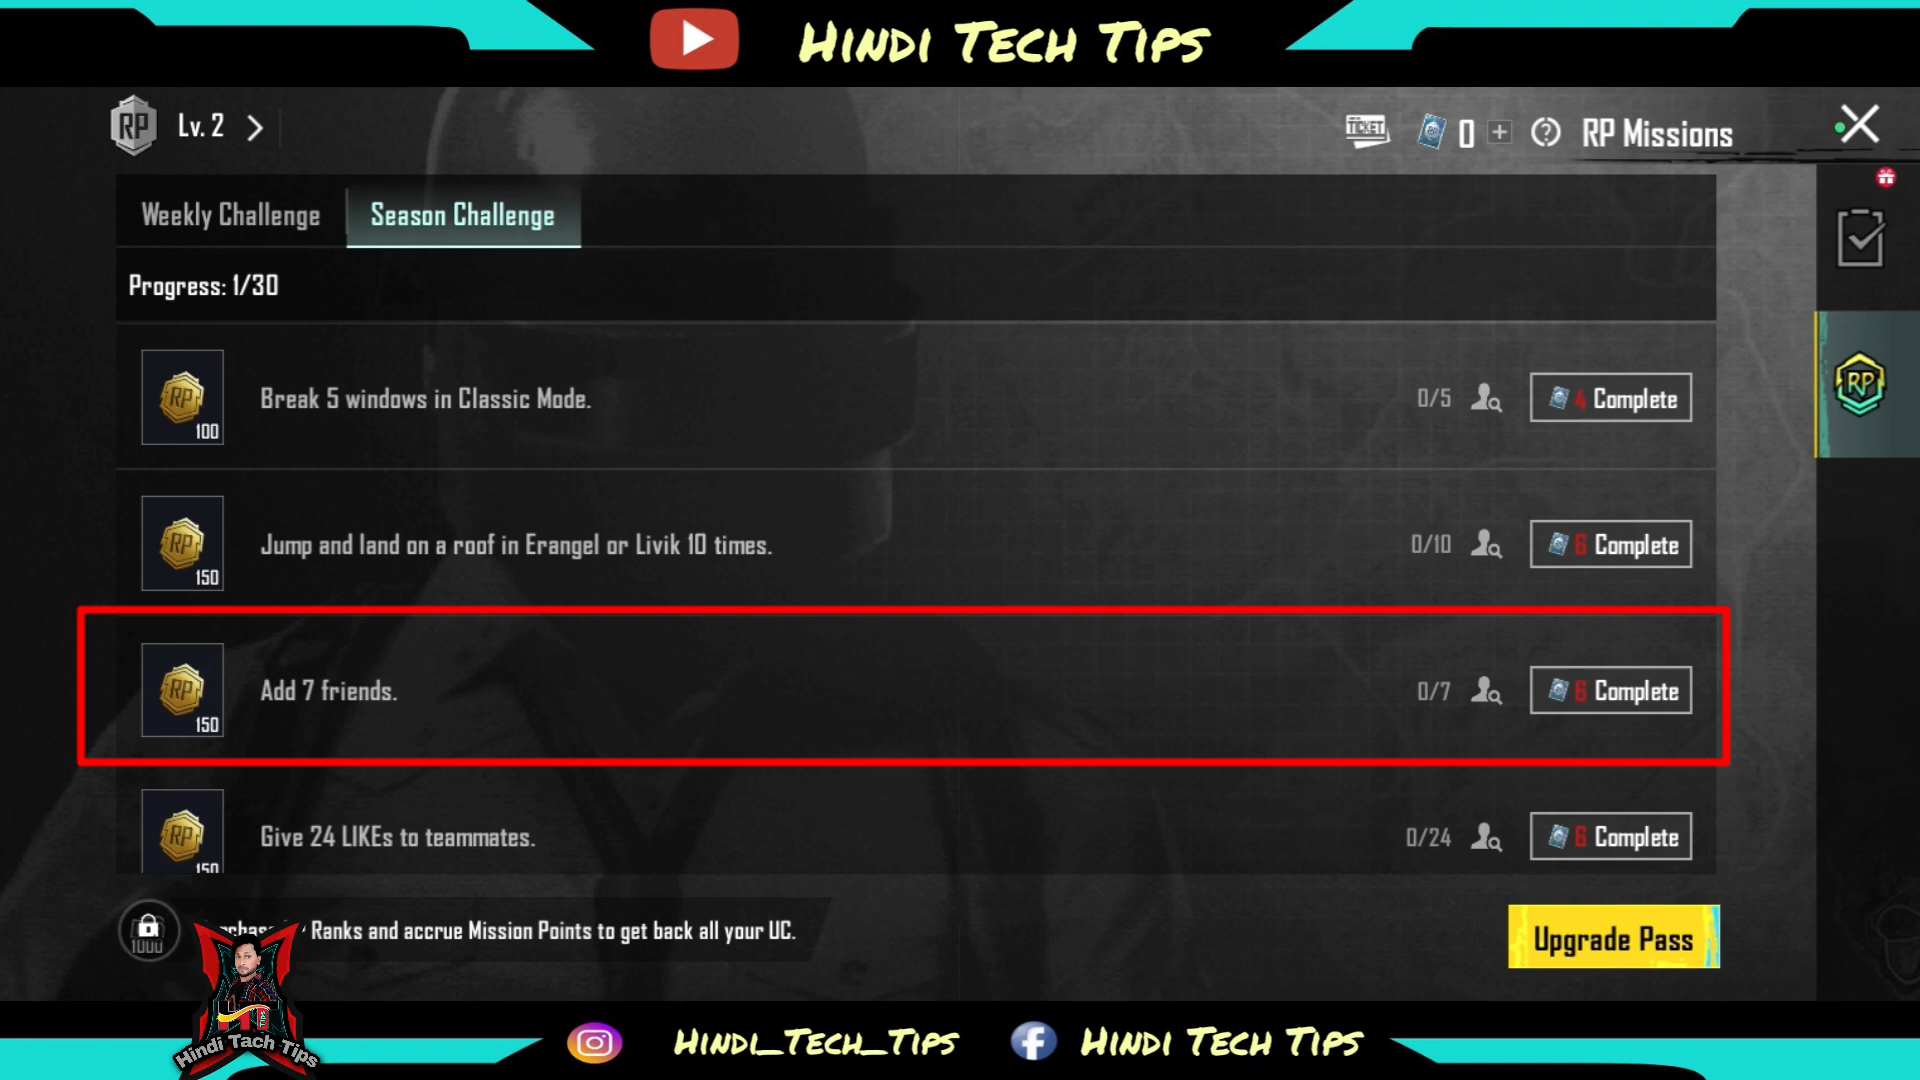 HINDI TECH TIPS
RP Lv. 2
TICKET
0
RP Missions
Weekly Challenge
Season Challenge
Progress: 1/30
RP 100
Break 5 windows in Classic Mode.
0/5
4 Complete
RP
RP 150
Jump and land on a roof in Erangel or Livik 10 times.
0/10
6 Complete
RP 150
Add 7 friends.
0/7
6 Complete
RP 150
Give 24 LIKEs to teammates.
0/24
6 Complete
1000
Ranks and accrue Mission Points to get back all your UC.
Upgrade Pass
Hindi Tach Tips
HINDI_TECH_TIPS
HINDI TECH TIPS